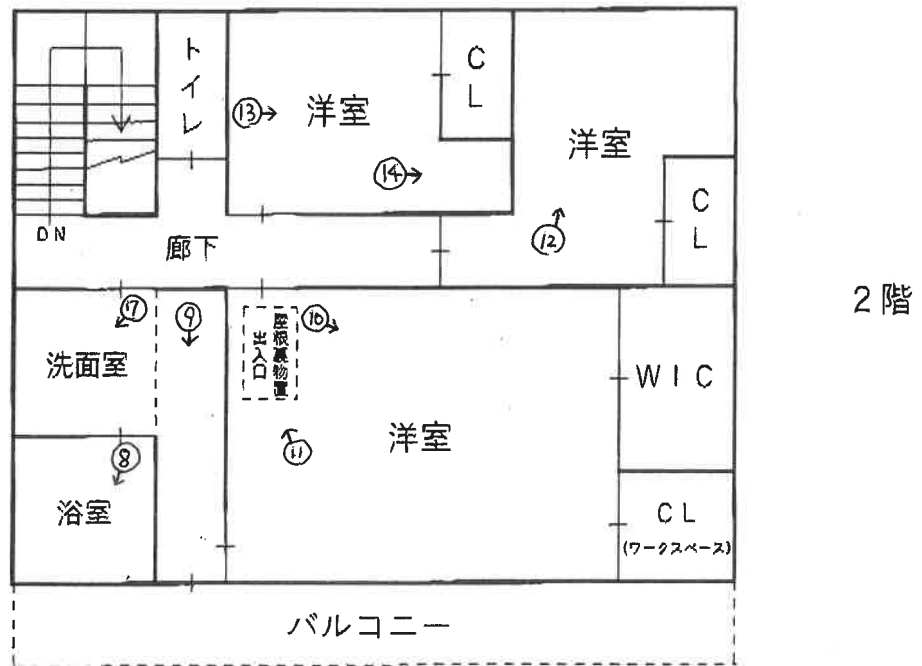 トイレ
CL
⑬→
洋室
洋室
⑭→
CL
⑫
DN
廊下
2階
⑰
⑨
⑩
屋根裏物置
出入口
洗面室
WIC
⑪
洋室
⑧
浴室
CL
(ワークスペース)
バルコニー